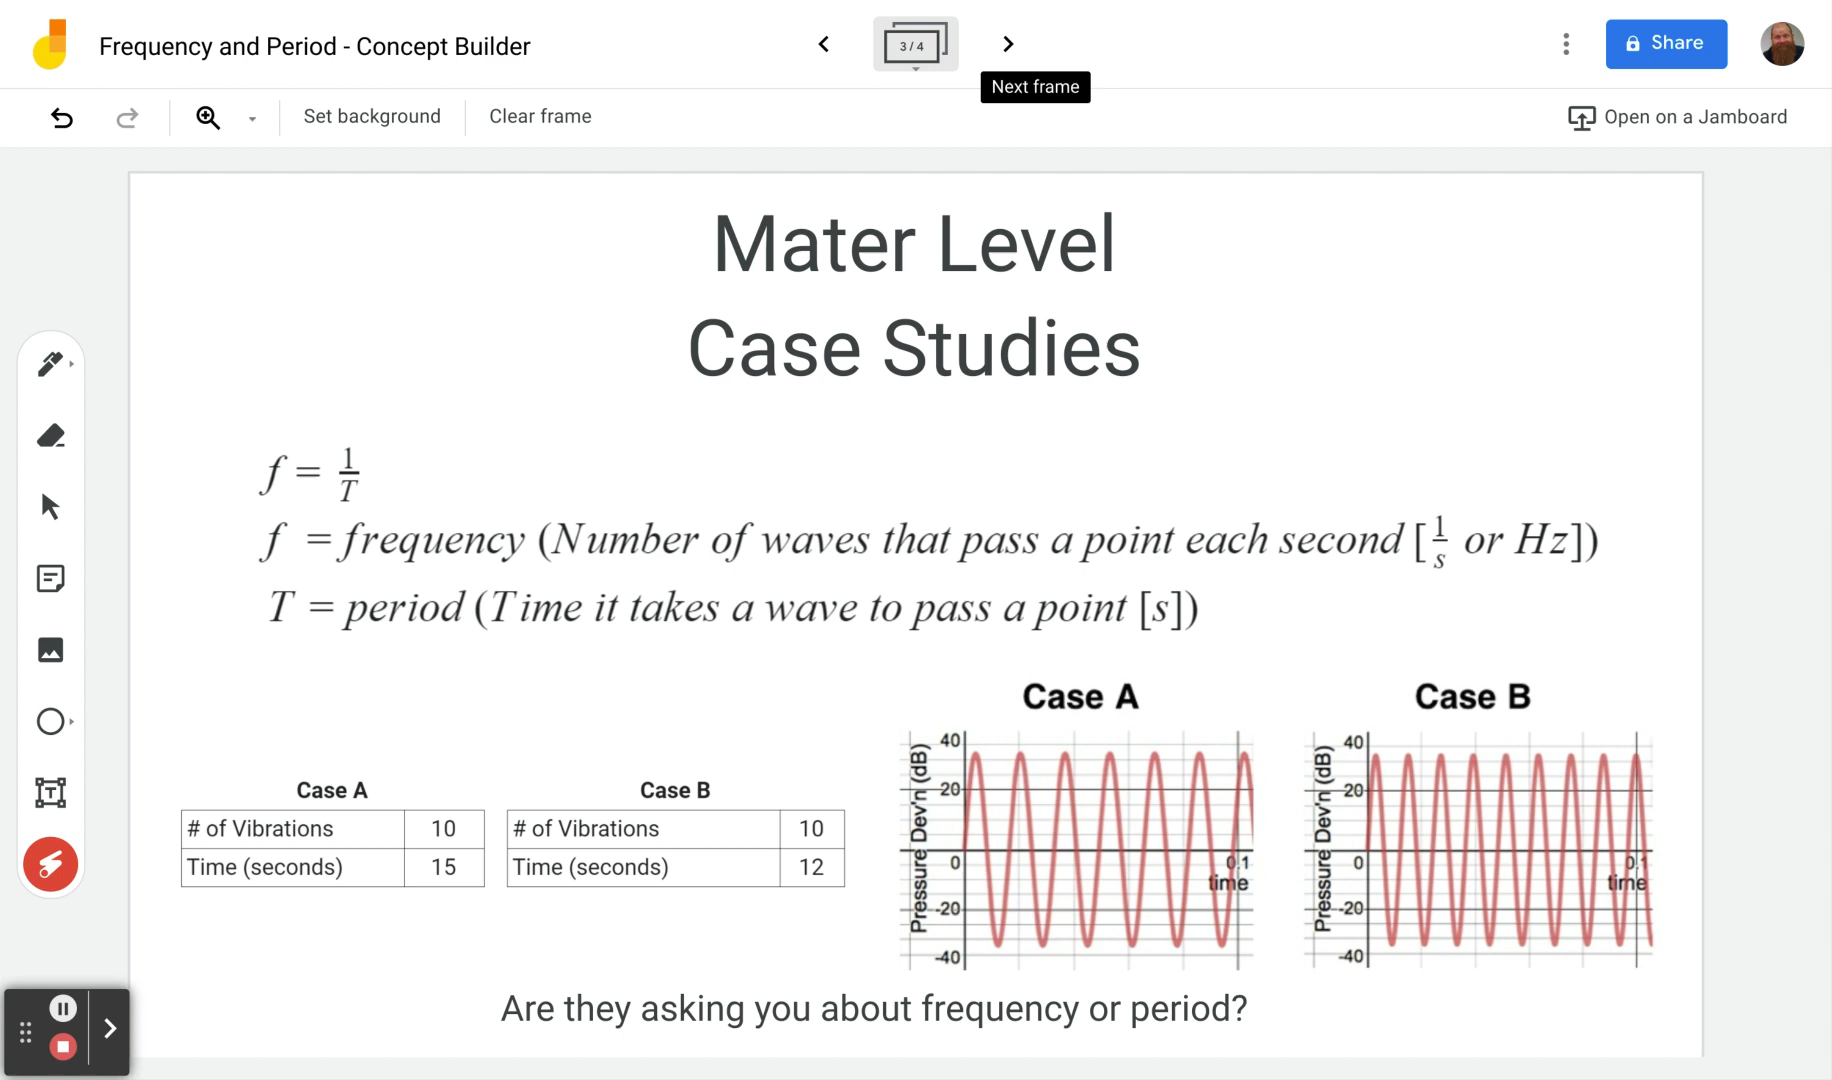 Frequency and Period - Concept Builder
3 / 4
Share
Next frame
Set background
Clear frame
Open on a Jamboard
Mater Level
Case Studies
f = 1/T
f = frequency (Number of waves that pass a point each second [1/s or Hz])
T = period (Time it takes a wave to pass a point [s])
Case A
# of Vibrations 10
Time (seconds) 15
Case B
# of Vibrations 10
Time (seconds) 12
Case A
Pressure Dev'n (dB)
40
20
0
-20
-40
0.1
time
Case B
Pressure Dev'n (dB)
40
20
0
-20
-40
0.1
time
Are they asking you about frequency or period?